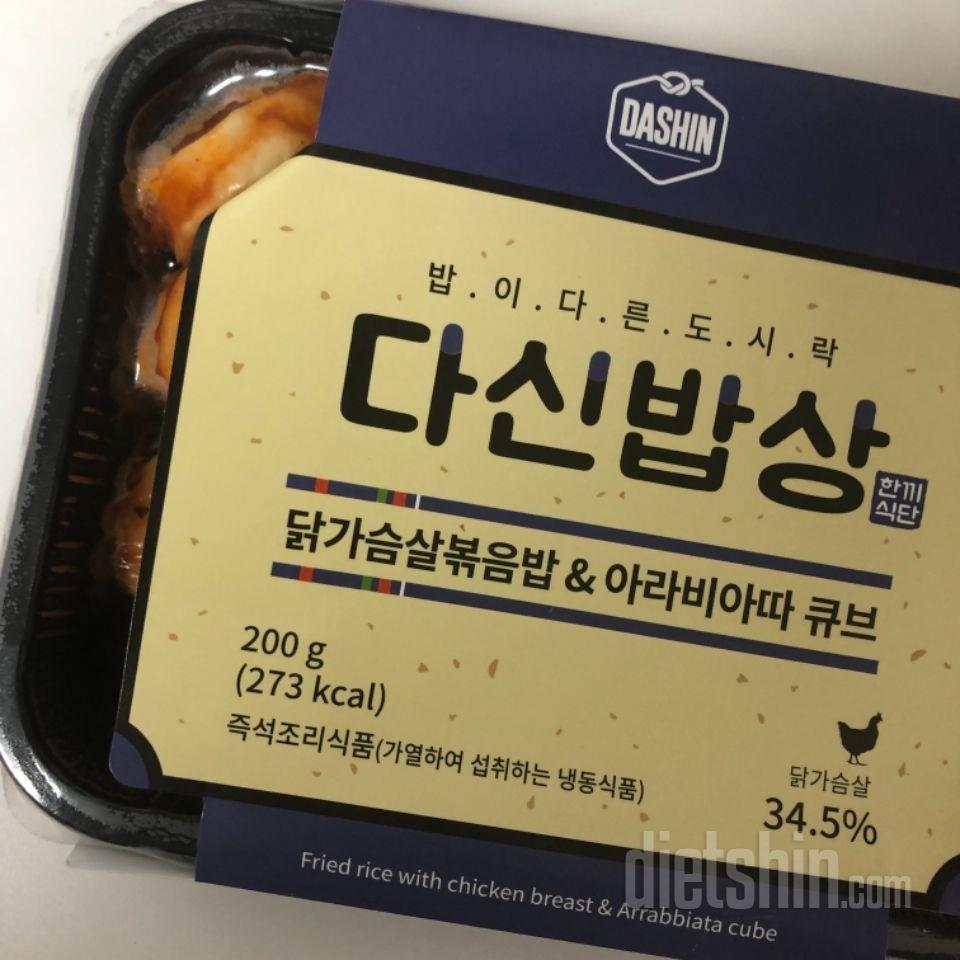 DASHIN
밥.이.다.른.도.시.락
다신밥상
한끼
식단
닭가슴살볶음밥 & 아라비아따 큐브
200 g
(273 kcal)
즉석조리식품(가열하여 섭취하는 냉동식품)
닭가슴살
34.5%
Fried rice with chicken breast & Arrabbiata cube
dietshin.com